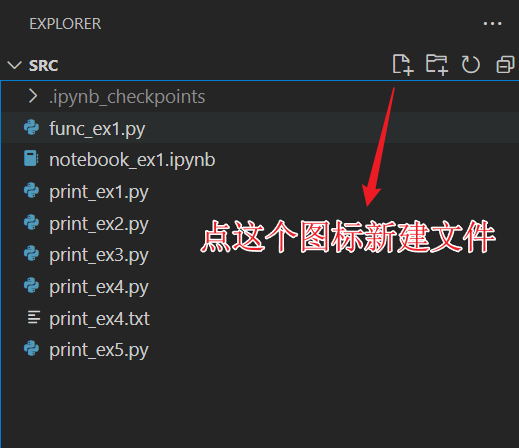 EXPLORER
SRC
.ipynb_checkpoints
func_ex1.py
notebook_ex1.ipynb
print_ex1.py
print_ex2.py
点这个图标新建文件
print_ex3.py
print_ex4.py
print_ex4.txt
print_ex5.py